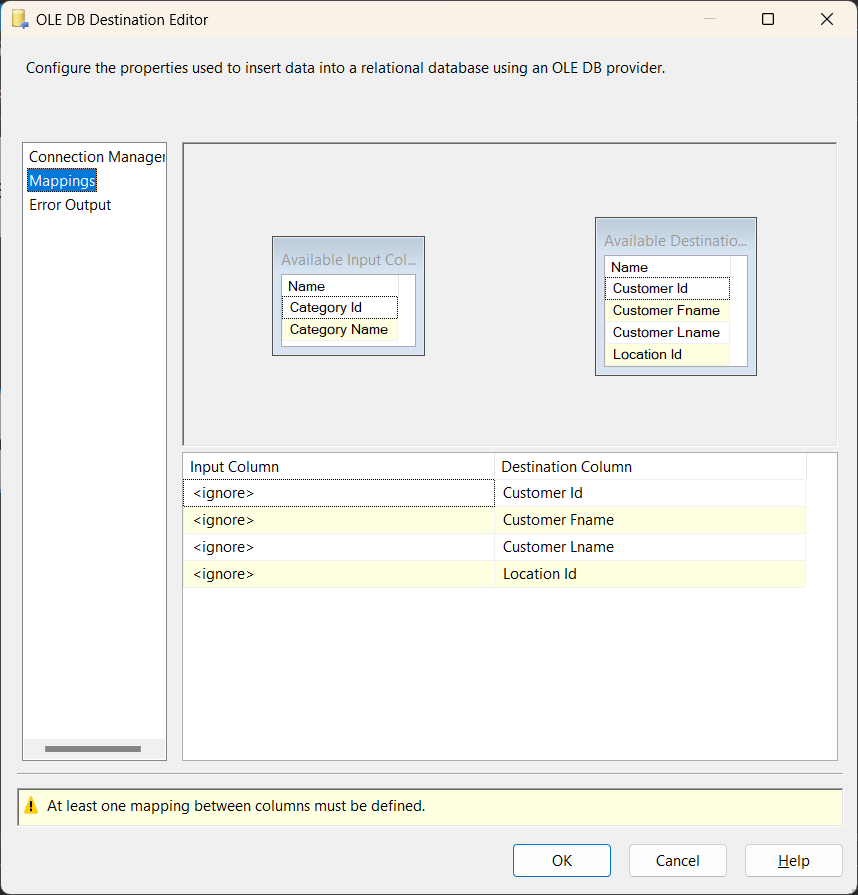 OLE DB Destination Editor
Configure the properties used to insert data into a relational database using an OLE DB provider.
Connection Manager
Mappings
Error Output
Available Input Col...
Name
Category Id
Category Name
Available Destinatio...
Name
Customer Id
Customer Fname
Customer Lname
Location Id
Input Column Destination Column
<ignore> Customer Id
<ignore> Customer Fname
<ignore> Customer Lname
<ignore> Location Id
At least one mapping between columns must be defined.
OK Cancel Help